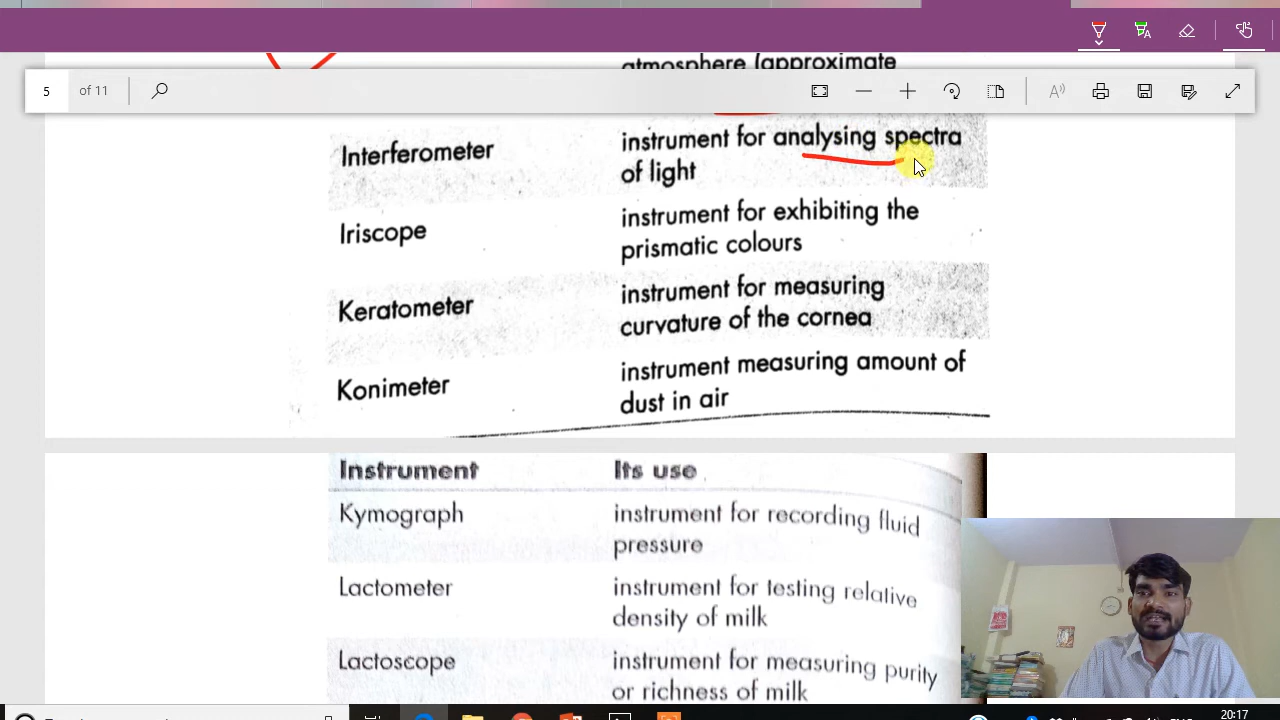 atmosphere (approximate
5 of 11
Interferometer instrument for analysing spectra
of light
Iriscope instrument for exhibiting the
prismatic colours
Keratometer instrument for measuring
curvature of the cornea
Konimeter instrument measuring amount of
dust in air
Instrument Its use
Kymograph instrument for recording fluid
pressure
Lactometer instrument for testing relative
density of milk
Lactoscope instrument for measuring purity
or richness of milk
20:17